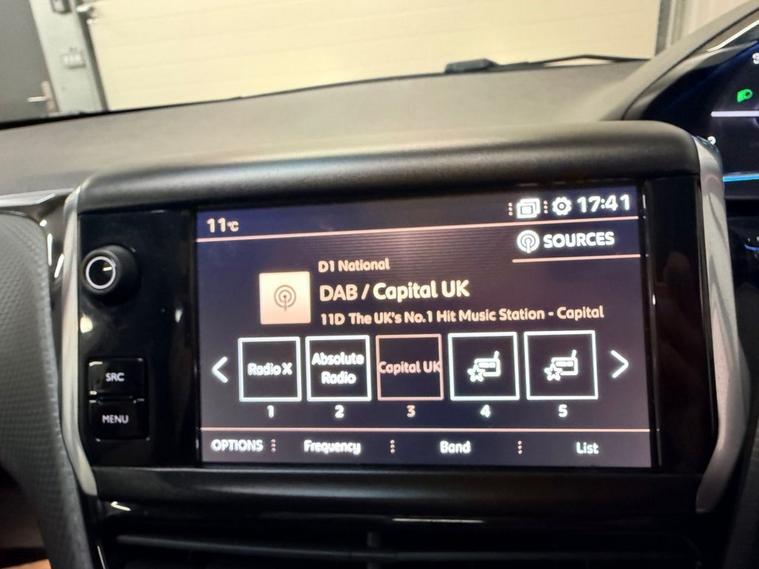 11°C
17:41
SOURCES
D1 National
DAB / Capital UK
11D The UK's No.1 Hit Music Station - Capital
Radio X
Absolute
Radio
Capital UK
1
2
3
4
5
OPTIONS
Frequency
Band
List
SRC
MENU